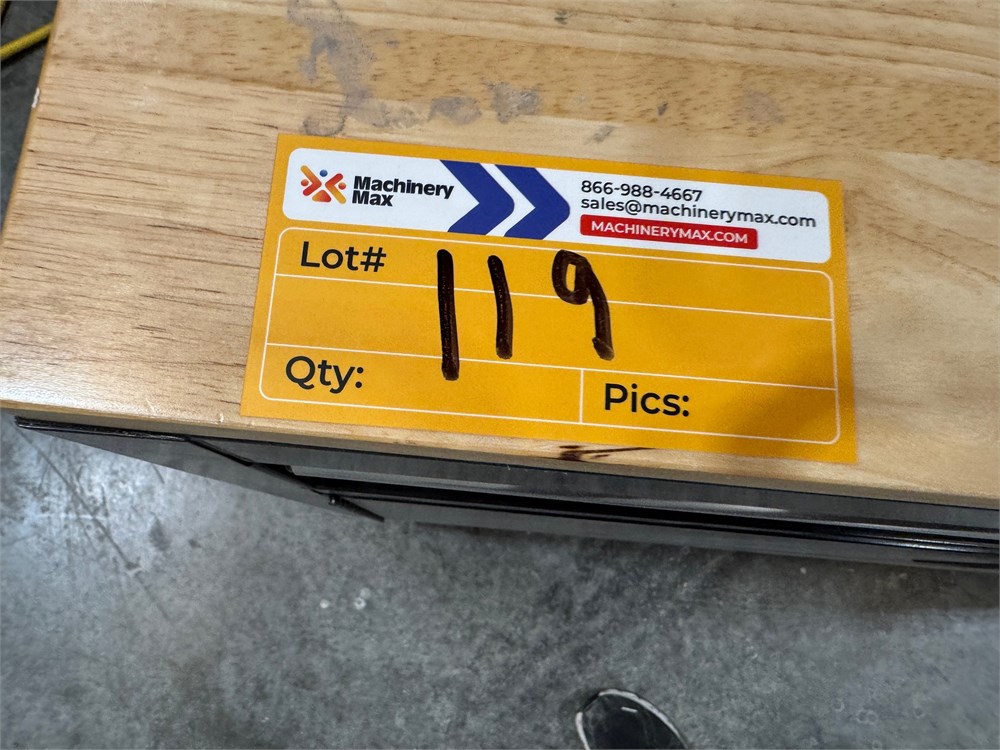 Machinery
Max
866-988-4667
sales@machinerymax.com
MACHINERYMAX.COM
Lot# 119
Qty:
Pics: